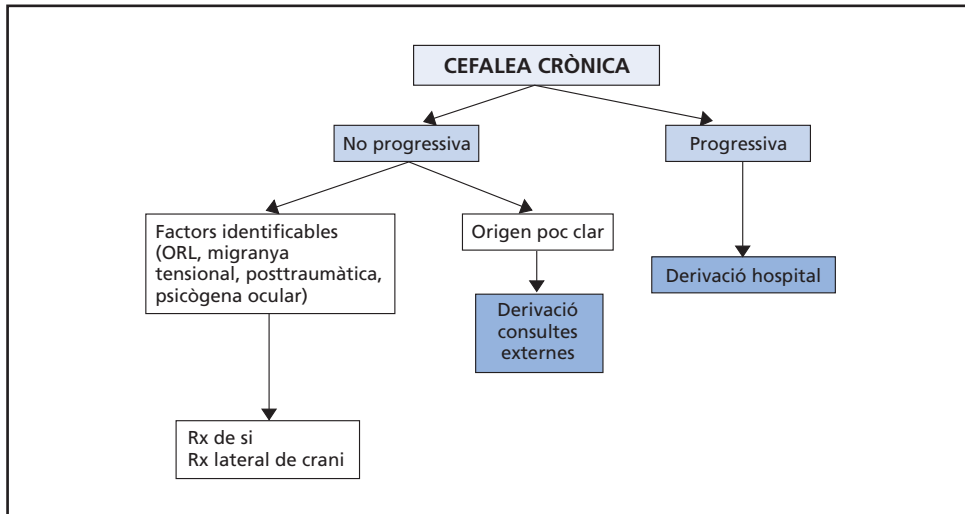 CEFALEA CRÒNICA
No progressiva
Progressiva
Factors identificables
(ORL, migranya
tensional, posttraumàtica,
psicògena ocular)
Origen poc clar
Derivació hospital
Derivació
consultes
externes
Rx de si
Rx lateral de crani